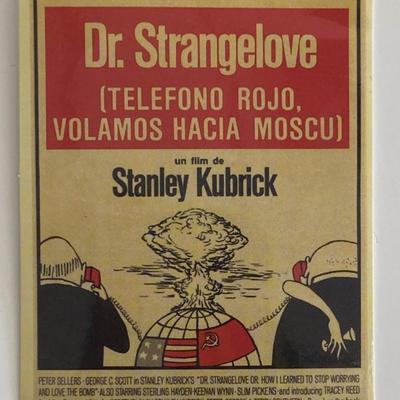 Dr. Strangelove
(TELEFONO ROJO,
VOLAMOS HACIA MOSCU)
un film de
Stanley Kubrick
PETER SELLERS - GEORGE C. SCOTT in STANLEY KUBRICK'S "DR. STRANGELOVE OR: HOW I LEARNED TO STOP WORRYING
AND LOVE THE BOMB" ALSO STARRING STERLING HAYDEN-KEENAN WYNN - SLIM PICKENS-and introducing TRACEY REED